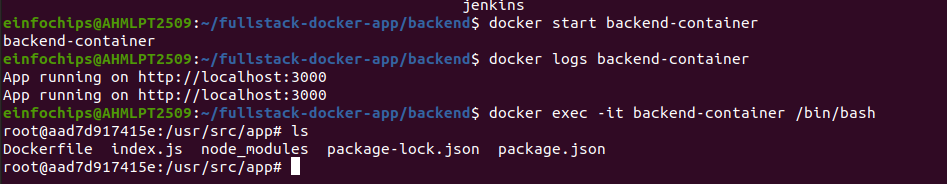 jenkins
einfochips@AHMLPT2509:~/fullstack-docker-app/backend$ docker start backend-container
backend-container
einfochips@AHMLPT2509:~/fullstack-docker-app/backend$ docker logs backend-container
App running on http://localhost:3000
App running on http://localhost:3000
einfochips@AHMLPT2509:~/fullstack-docker-app/backend$ docker exec -it backend-container /bin/bash
root@aad7d917415e:/usr/src/app# ls
Dockerfile  index.js  node_modules  package-lock.json  package.json
root@aad7d917415e:/usr/src/app#